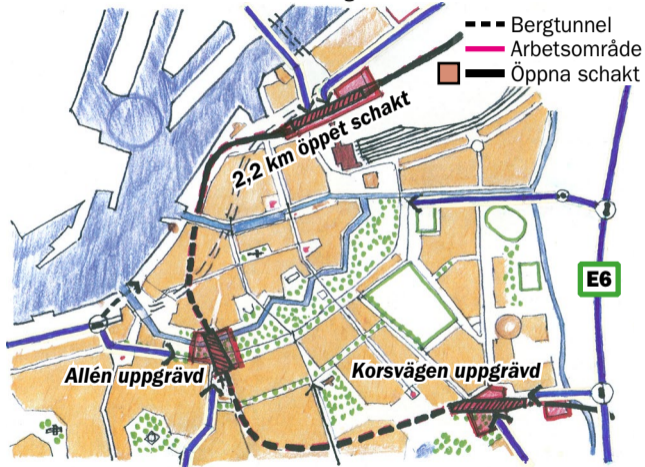 Bergtunnel
Arbetsområde
Öppna schakt
2,2 km öppet schakt
E6
Allén uppgrävd
Korsvägen uppgrävd